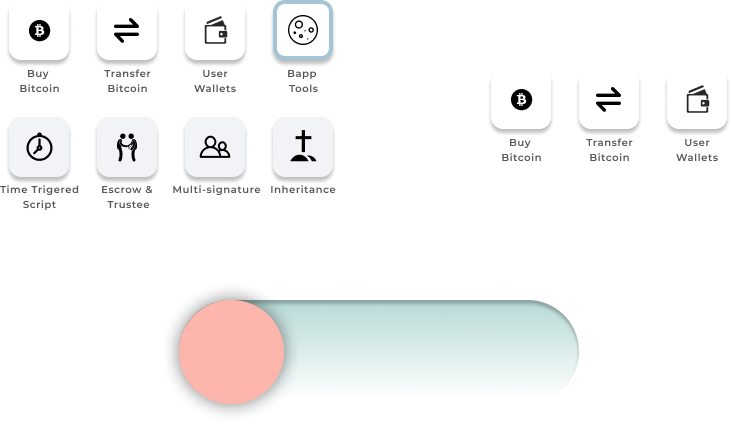 Buy
Bitcoin
Transfer
Bitcoin
User
Wallets
Bapp
Tools
Time Trigered
Script
Escrow &
Trustee
Multi-signature
Inheritance
Buy
Bitcoin
Transfer
Bitcoin
User
Wallets